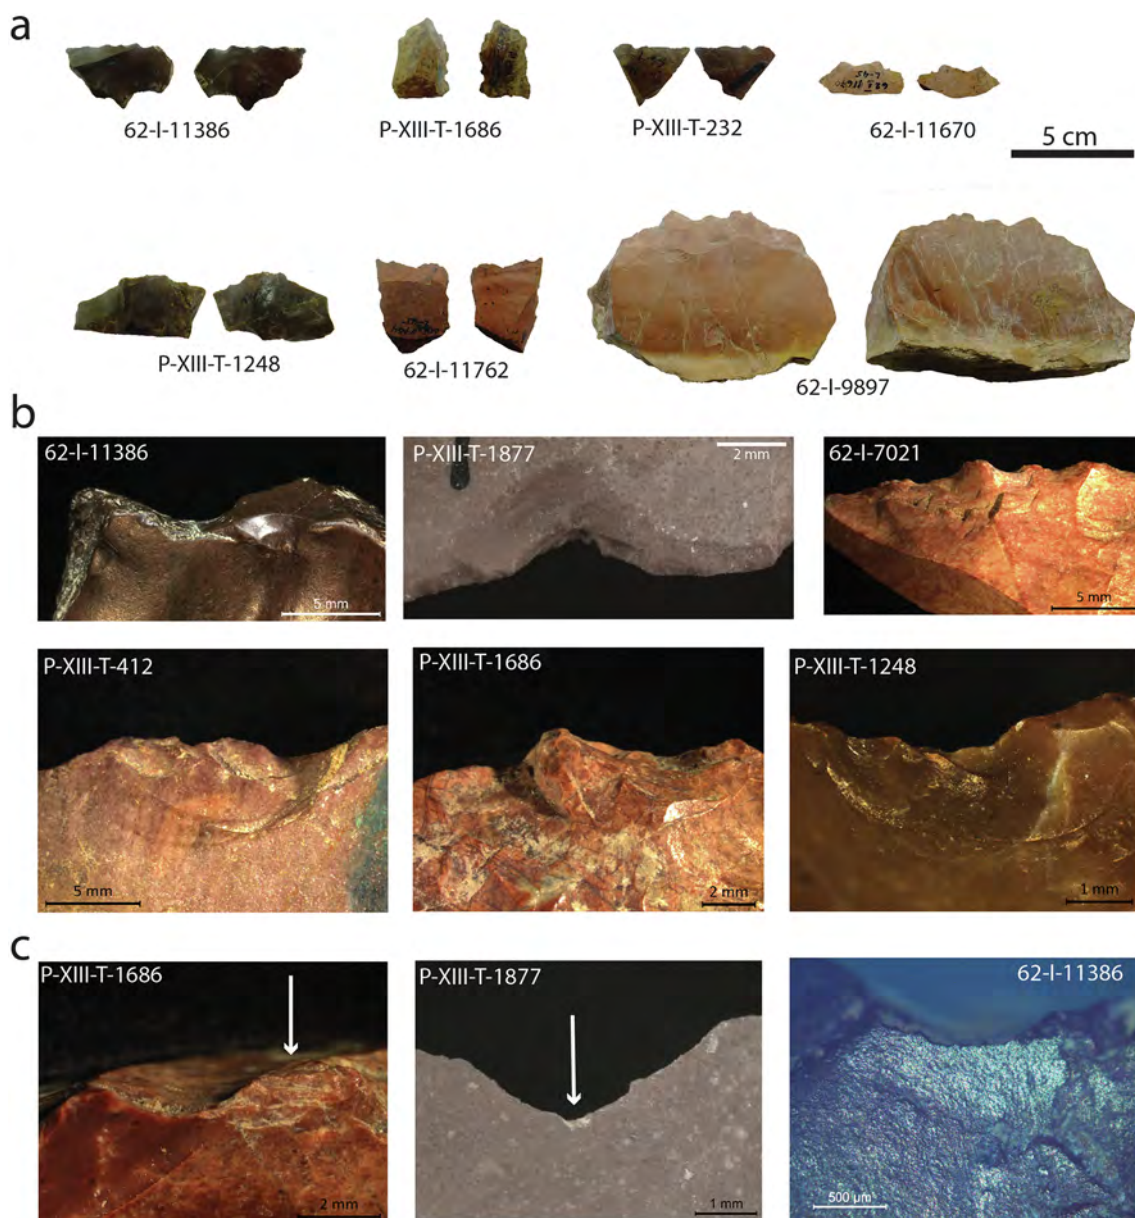 a
62-I-11386
P-XIII-T-1686
P-XIII-T-232
62-I-11670
5 cm
P-XIII-T-1248
62-I-11762
62-I-9897
b
62-I-11386
P-XIII-T-1877
2 mm
62-I-7021
5 mm
5 mm
P-XIII-T-412
P-XIII-T-1686
P-XIII-T-1248
5 mm
2 mm
1 mm
c
P-XIII-T-1686
P-XIII-T-1877
62-I-11386
2 mm
1 mm
500 μm